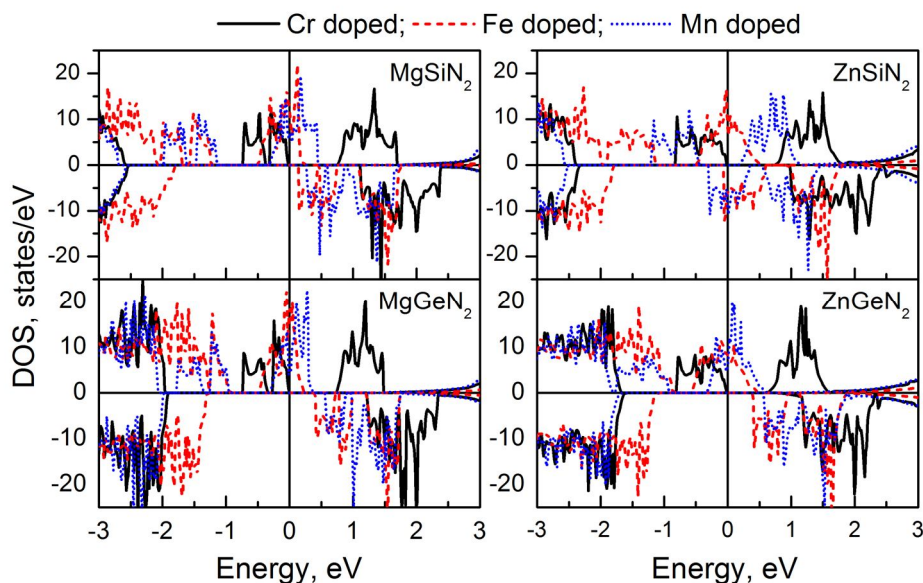 Cr doped; Fe doped; Mn doped
DOS, states/eV
MgSiN2
20
10
0
-10
-20
ZnSiN2
20
10
0
-10
-20
MgGeN2
20
10
0
-10
-20
-3 -2 -1 0 1 2 3
ZnGeN2
20
10
0
-10
-20
-3 -2 -1 0 1 2 3
Energy, eV
Energy, eV